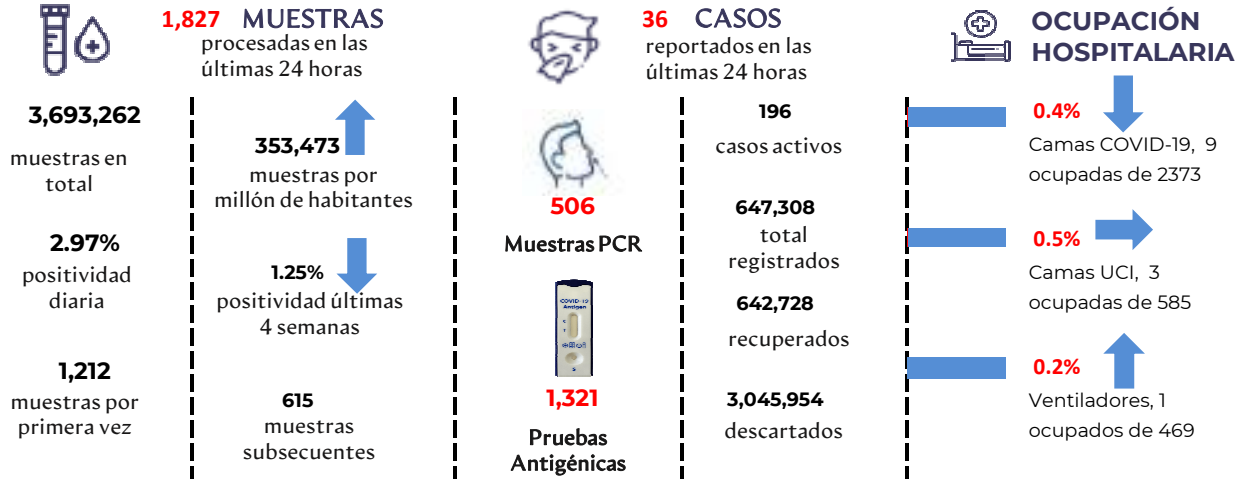 1,827 MUESTRAS
procesadas en las
últimas 24 horas
3,693,262
muestras en
total
2.97%
positividad
diaria
1,212
muestras por
primera vez
353,473
muestras por
millón de habitantes
1.25%
positividad últimas
4 semanas
615
muestras
subsecuentes
36 CASOS
reportados en las
últimas 24 horas
506
Muestras PCR
COVID-19
Antigen
C
T
S
1,321
Pruebas
Antigénicas
196
casos activos
647,308
total
registrados
642,728
recuperados
3,045,954
descartados
OCUPACIÓN
HOSPITALARIA
0.4%
Camas COVID-19, 9
ocupadas de 2373
0.5%
Camas UCI, 3
ocupadas de 585
0.2%
Ventiladores, 1
ocupados de 469